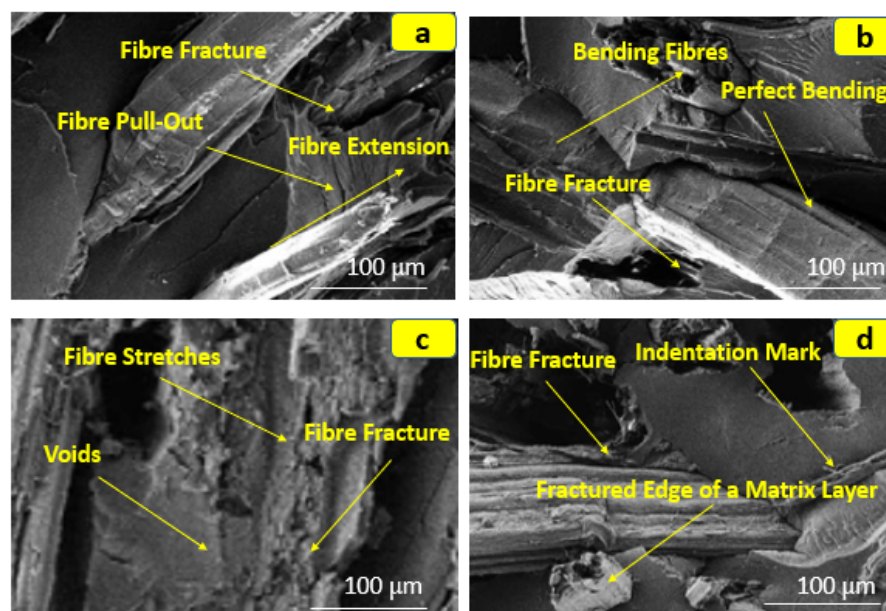 a
Fibre Fracture
Fibre Pull-Out
Fibre Extension
100 µm
b
Bending Fibres
Perfect Bending
Fibre Fracture
100 µm
c
Fibre Stretches
Fibre Fracture
Voids
100 µm
d
Fibre Fracture
Indentation Mark
Fractured Edge of a Matrix Layer
100 µm